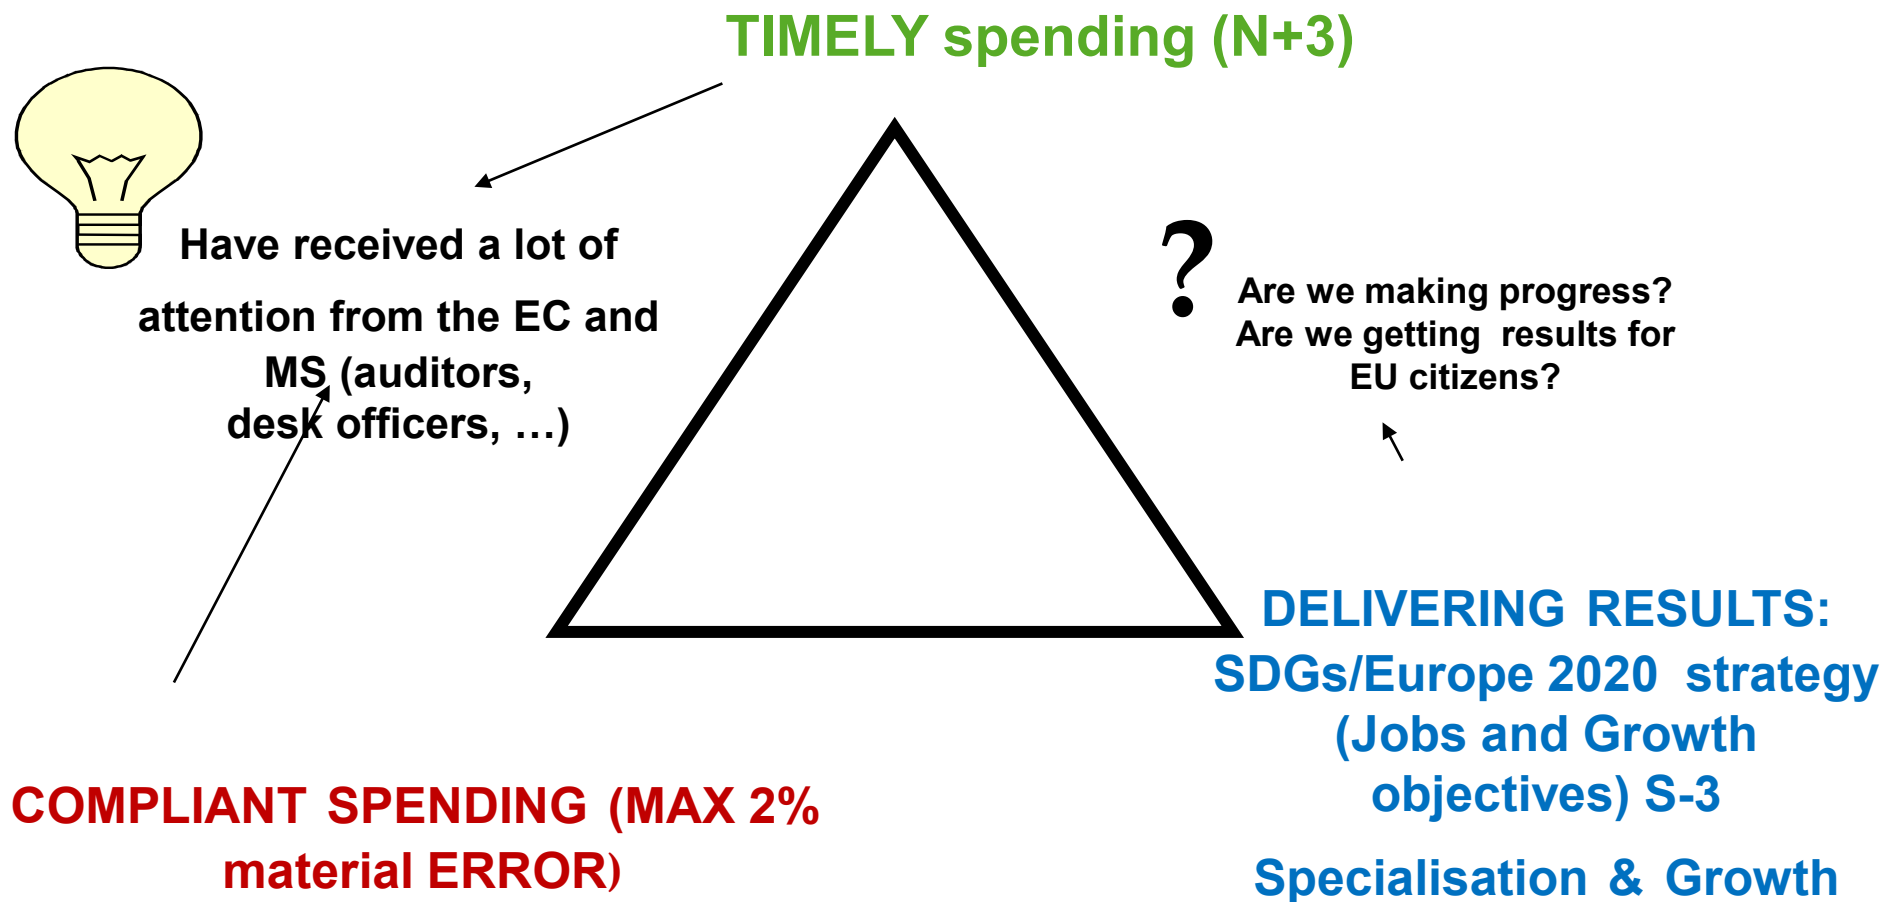 TIMELY spending (N+3)
Have received a lot of
attention from the EC and
MS (auditors,
desk officers, …)
?
Are we making progress?
Are we getting results for
EU citizens?
DELIVERING RESULTS:
SDGs/Europe 2020 strategy
(Jobs and Growth
objectives) S-3
Specialisation & Growth
COMPLIANT SPENDING (MAX 2%
material ERROR)